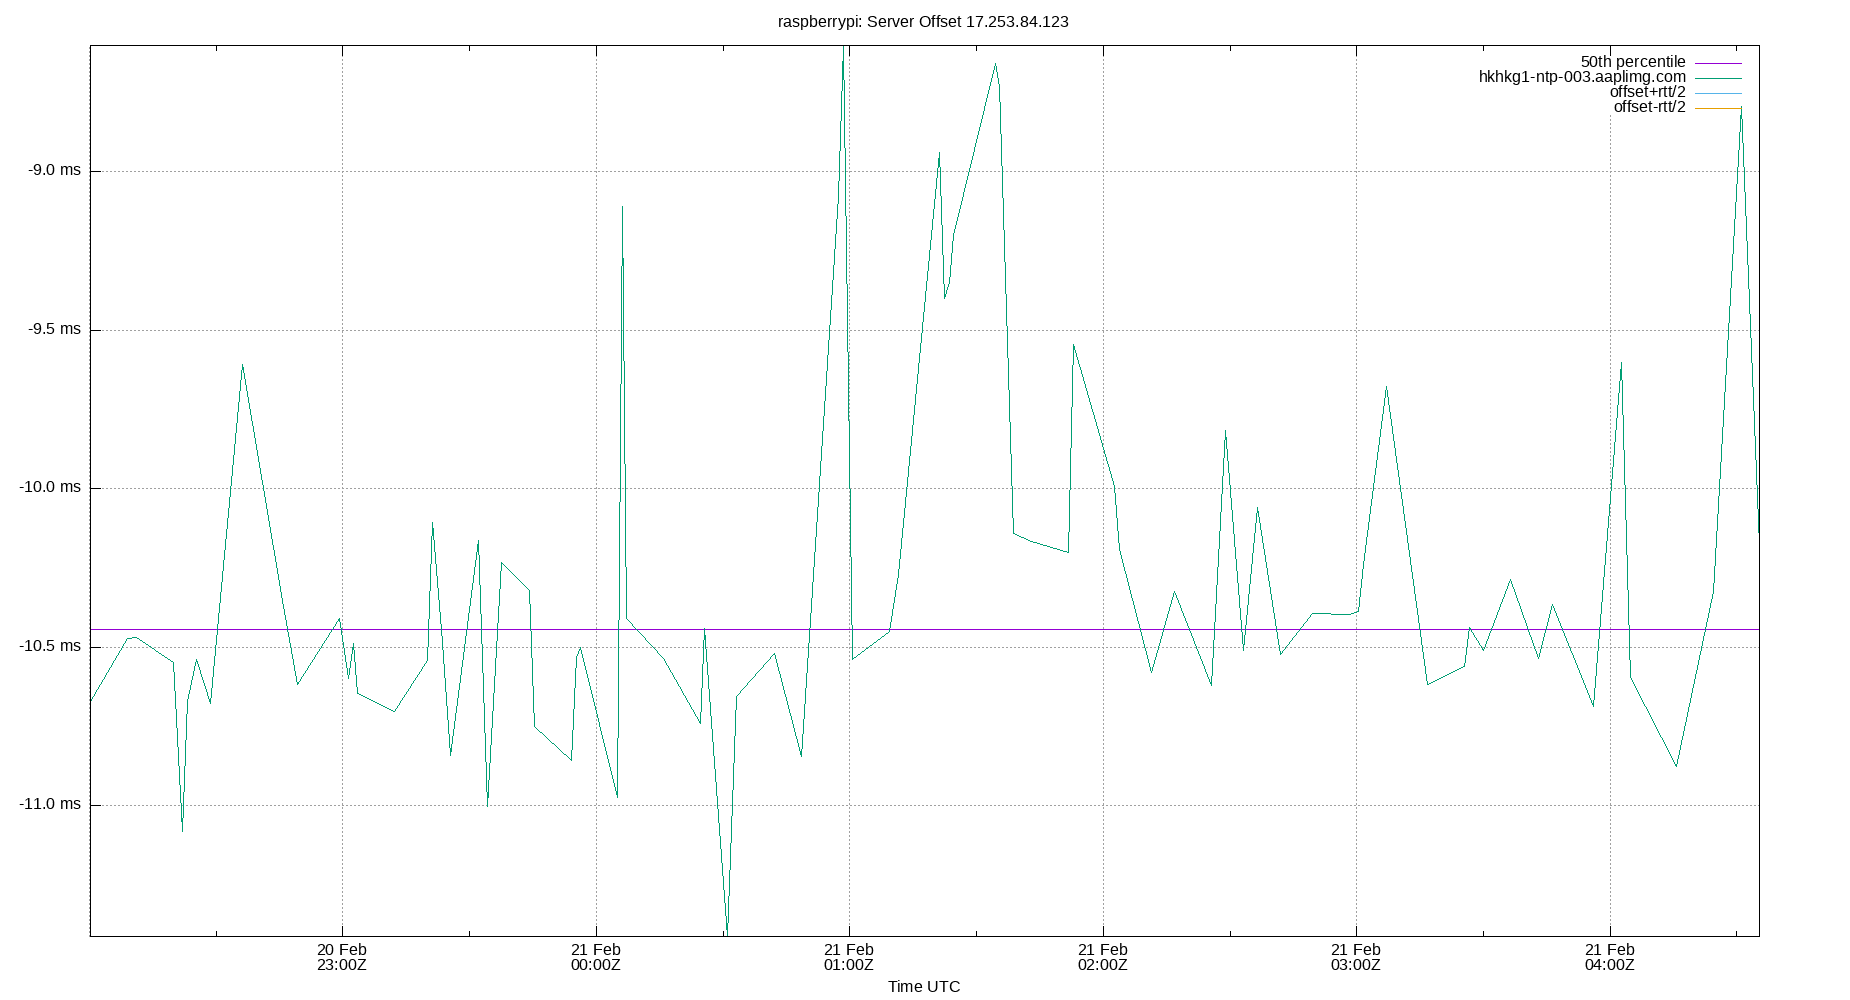 raspberrypi: Server Offset 17.253.84.123
50th percentile
hkhkg1-ntp-003.aaplimg.com
offset+rtt/2
offset-rtt/2
-9.0 ms
-9.5 ms
-10.0 ms
-10.5 ms
-11.0 ms
20 Feb 21 Feb 21 Feb 21 Feb 21 Feb 21 Feb
23:00Z 00:00Z 01:00Z 02:00Z 03:00Z 04:00Z
Time UTC